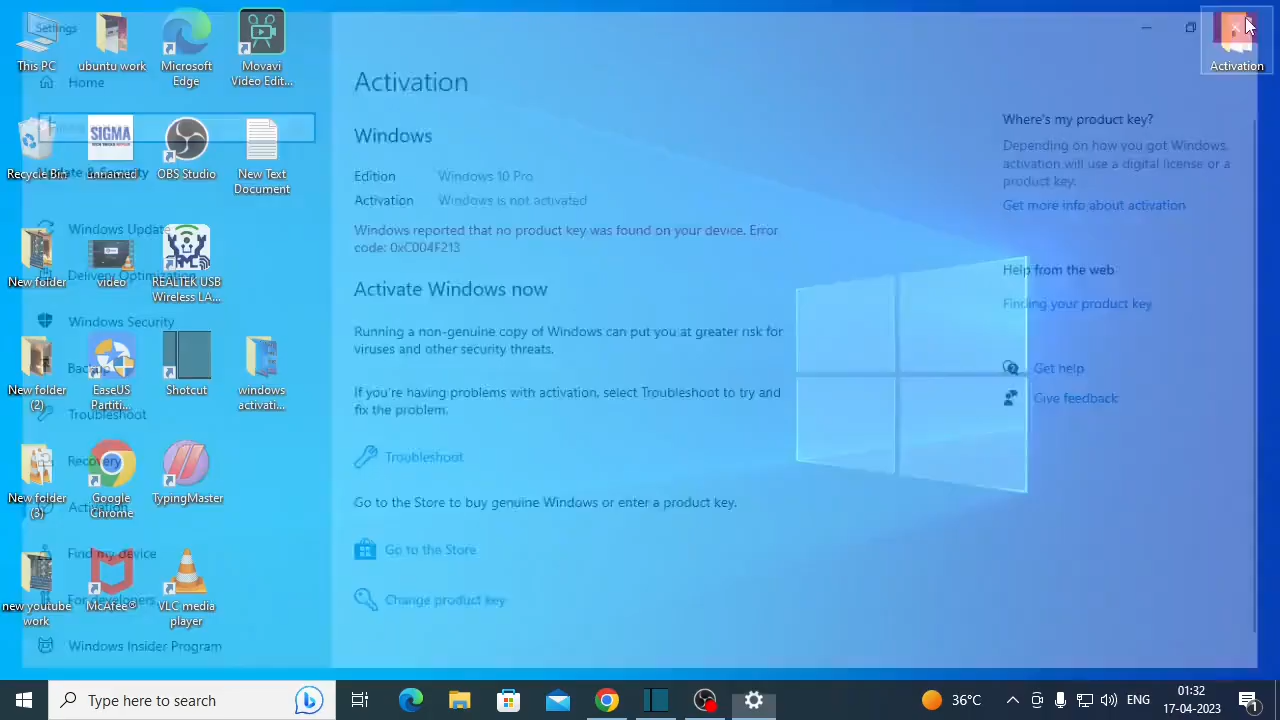 Settings
Home
Update & Security
Windows Update
Delivery Optimization
Windows Security
Backup
Troubleshoot
Recovery
Activation
Find my device
For developers
Windows Insider Program
Activation
Windows
Edition Windows 10 Pro
Activation Windows is not activated
Windows reported that no product key was found on your device. Error
code: 0xC004F213
Activate Windows now
Running a non-genuine copy of Windows can put you at greater risk for
viruses and other security threats.
If you're having problems with activation, select Troubleshoot to try and
fix the problem.
Troubleshoot
Go to the Store to buy genuine Windows or enter a product key.
Go to the Store
Change product key
Where's my product key?
Depending on how you got Windows,
activation will use a digital license or a
product key.
Get more info about activation
Help from the web
Finding your product key
Get help
Give feedback
This PC
ubuntu work
Microsoft
Edge
Movavi
Video Edit...
Activation
Recycle Bin
SIGMA
unnamed
OBS Studio
New Text
Document
New folder
video
REALTEK USB
Wireless LA...
New folder
(2)
EaseUS
Partiti...
Shotcut
windows
activati...
New folder
(3)
Google
Chrome
TypingMaster
new youtube
work
McAfee®
VLC media
player
Type here to search
36°C
ENG
01:32
17-04-2023
1